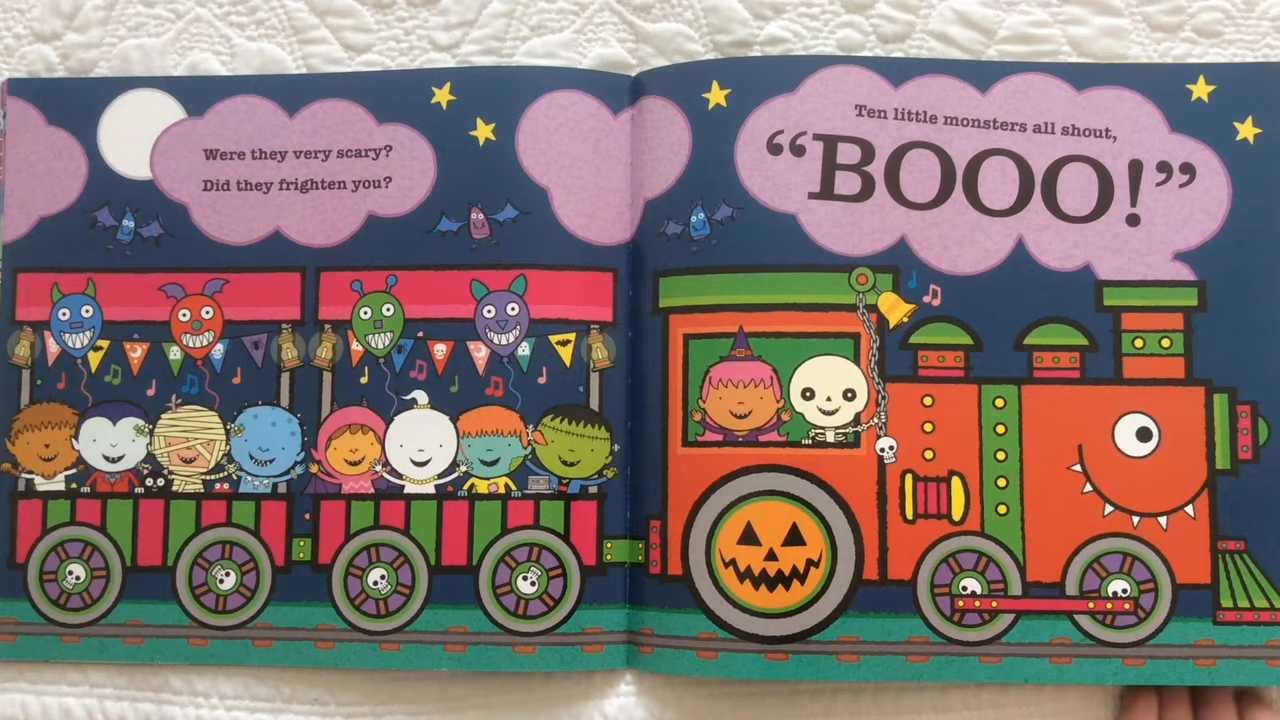 Were they very scary?
Did they frighten you?
Ten little monsters all shout,
“BOOO!”